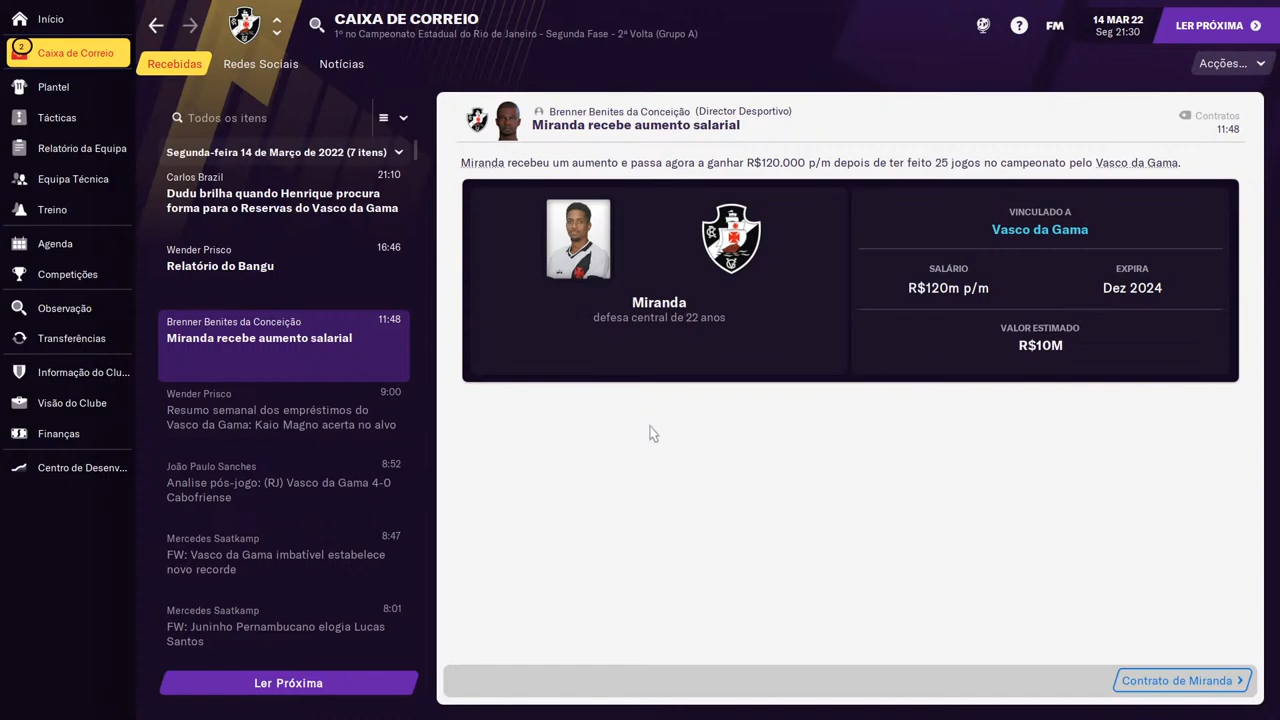 Início
CAIXA DE CORREIO
1º no Campeonato Estadual do Rio de Janeiro - Segunda Fase - 2ª Volta (Grupo A)
FM
14 MAR 22
Seg 21:30
LER PRÓXIMA
2
Caixa de Correio
Recebidas
Redes Sociais
Notícias
Acções...
Plantel
Tácticas
Relatório da Equipa
Equipa Técnica
Treino
Agenda
Competições
Observação
Transferências
Informação do Clu...
Visão do Clube
Finanças
Centro de Desenv...
Todos os itens
Segunda-feira 14 de Março de 2022 (7 itens)
Carlos Brazil 21:10
Dudu brilha quando Henrique procura
forma para o Reservas do Vasco da Gama
Wender Prisco 16:46
Relatório do Bangu
Brenner Benites da Conceição 11:48
Miranda recebe aumento salarial
Wender Prisco 9:00
Resumo semanal dos empréstimos do
Vasco da Gama: Kaio Magno acerta no alvo
João Paulo Sanches 8:52
Analise pós-jogo: (RJ) Vasco da Gama 4-0
Cabofriense
Mercedes Saatkamp 8:47
FW: Vasco da Gama imbatível estabelece
novo recorde
Mercedes Saatkamp 8:01
FW: Juninho Pernambucano elogia Lucas
Santos
Ler Próxima
Brenner Benites da Conceição (Director Desportivo)
Miranda recebe aumento salarial
Contratos
11:48
Miranda recebeu um aumento e passa agora a ganhar R$120.000 p/m depois de ter feito 25 jogos no campeonato pelo Vasco da Gama.
Miranda
defesa central de 22 anos
VINCULADO A
Vasco da Gama
SALÁRIO
R$120m p/m
EXPIRA
Dez 2024
VALOR ESTIMADO
R$10M
Contrato de Miranda